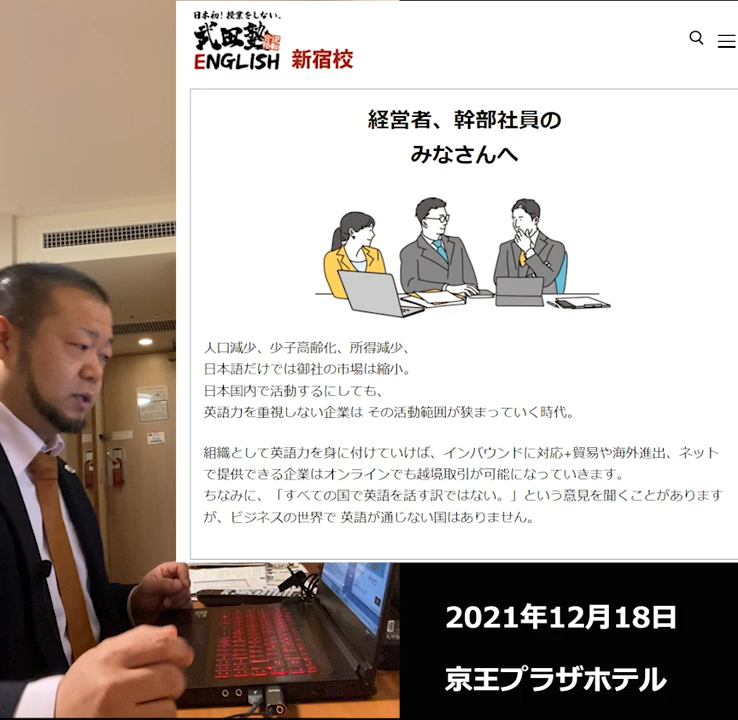 日本初!授業をしない。
武田塾
ENGLISH 新宿校
経営者、幹部社員の
みなさんへ
人口減少、少子高齢化、所得減少、
日本語だけでは御社の市場は縮小。
日本国内で活動するにしても、
英語力を重視しない企業は その活動範囲が狭まっていく時代。
組織として英語力を身に付けていけば、インバウンドに対応+貿易や海外進出、ネット
で提供できる企業はオンラインでも越境取引が可能になっていきます。
ちなみに、「すべての国で英語を話す訳ではない。」という意見を聞くことがあります
が、ビジネスの世界で 英語が通じない国はありません。
2021年12月18日
京王プラザホテル